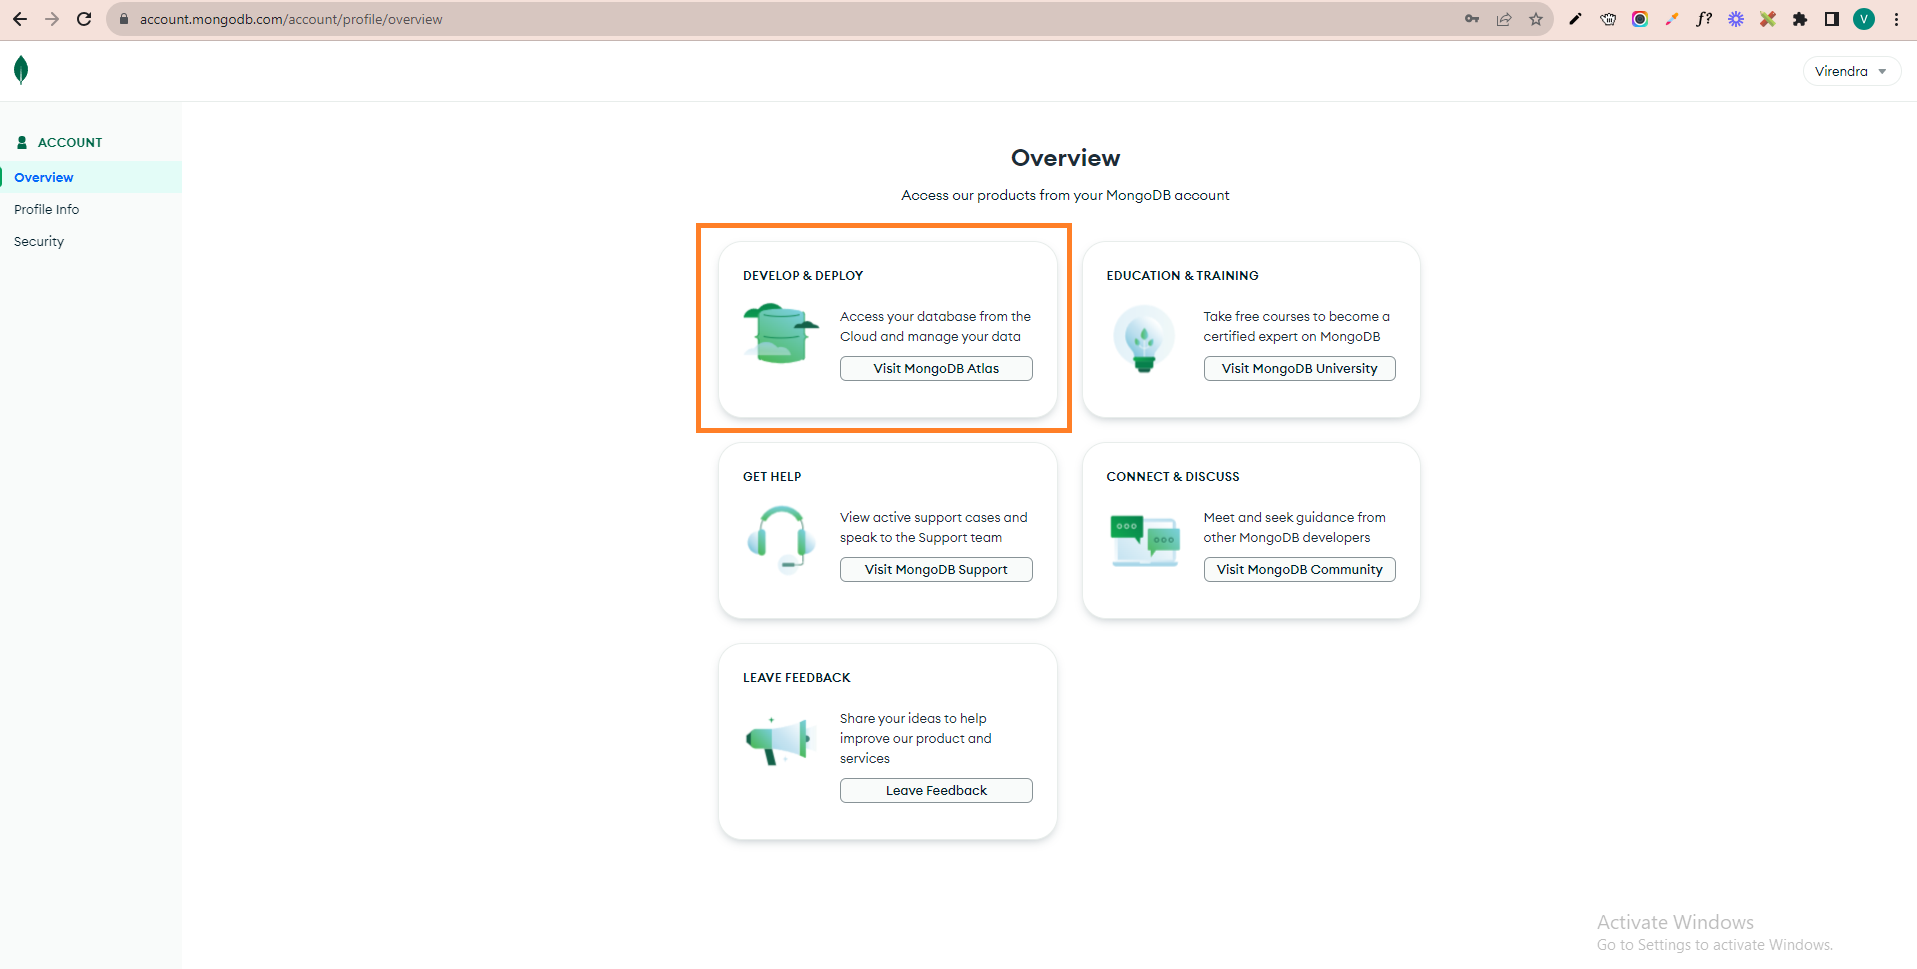 account.mongodb.com/account/profile/overview
f?
V
Virendra
ACCOUNT
Overview
Profile Info
Security
Overview
Access our products from your MongoDB account
DEVELOP & DEPLOY
Access your database from the
Cloud and manage your data
Visit MongoDB Atlas
EDUCATION & TRAINING
Take free courses to become a
certified expert on MongoDB
Visit MongoDB University
GET HELP
View active support cases and
speak to the Support team
Visit MongoDB Support
CONNECT & DISCUSS
Meet and seek guidance from
other MongoDB developers
Visit MongoDB Community
LEAVE FEEDBACK
Share your ideas to help
improve our product and
services
Leave Feedback
Activate Windows
Go to Settings to activate Windows.